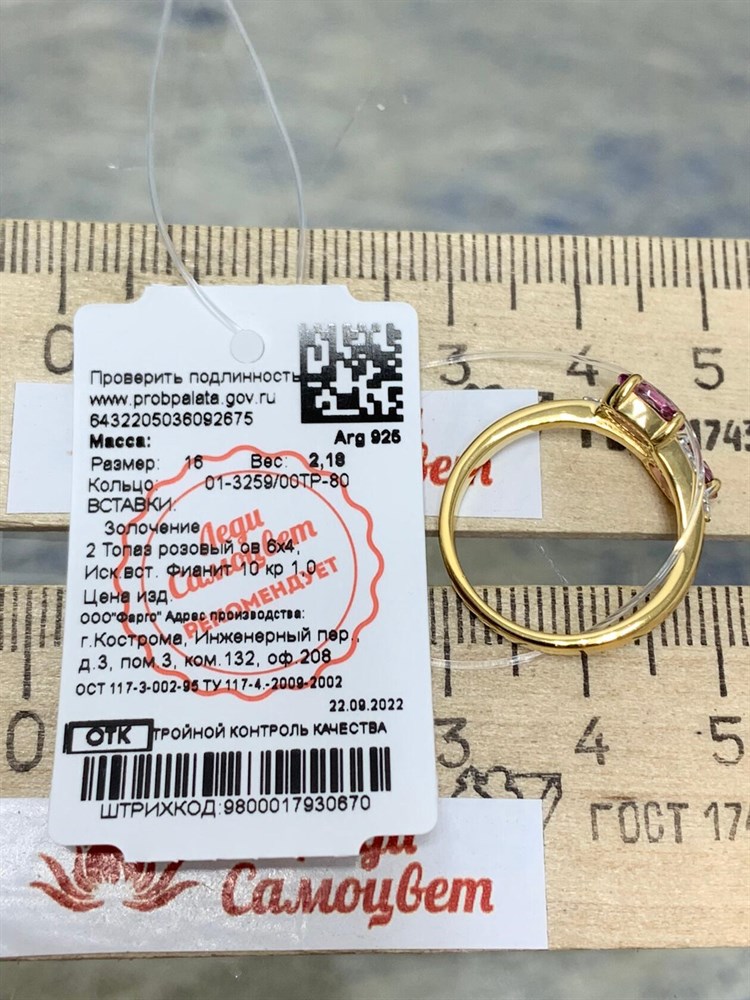 0 3 4 5
Проверить подлинность
www.probpalata.gov.ru
6432205036092675
Масса: Arg 925
Размер: 16 Вес: 2,18
Кольцо 01-3259/00ТР-80
ВСТАВКИ:
Золочение
2 Топаз розовый ов 6х4,
Иск.вст. Фианит 10 кр 1,0
Цена изд
ООО"Фарго" Адрес производства:
г.Кострома, Инженерный пер.,
д.3, пом.3, ком.132, оф.208
ОСТ 117-3-002-95 ТУ 117-4.-2009-2002
22.09.2022
ОТК ТРОЙНОЙ КОНТРОЛЬ КАЧЕСТВА
ШТРИХКОД:9800017930670
Леди
Самоцвет
РЕКОМЕНДУЕТ
1743
0 3 4 5
ГОСТ 174
Самоцвет